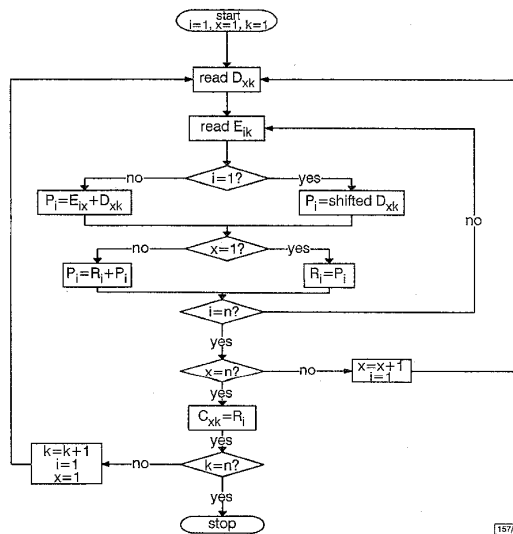 start
i=1, x=1, k=1
read Dxk
read Eik
i=1?
no
yes
Pi=Eix+Dxk
Pi=shifted Dxk
no
x=1?
no
yes
Pi=Ri+Pi
Ri=Pi
i=n?
yes
x=n?
no
x=x+1
i=1
yes
Cxk=Ri
yes
k=k+1
i=1
x=1
no
k=n?
yes
stop
157/